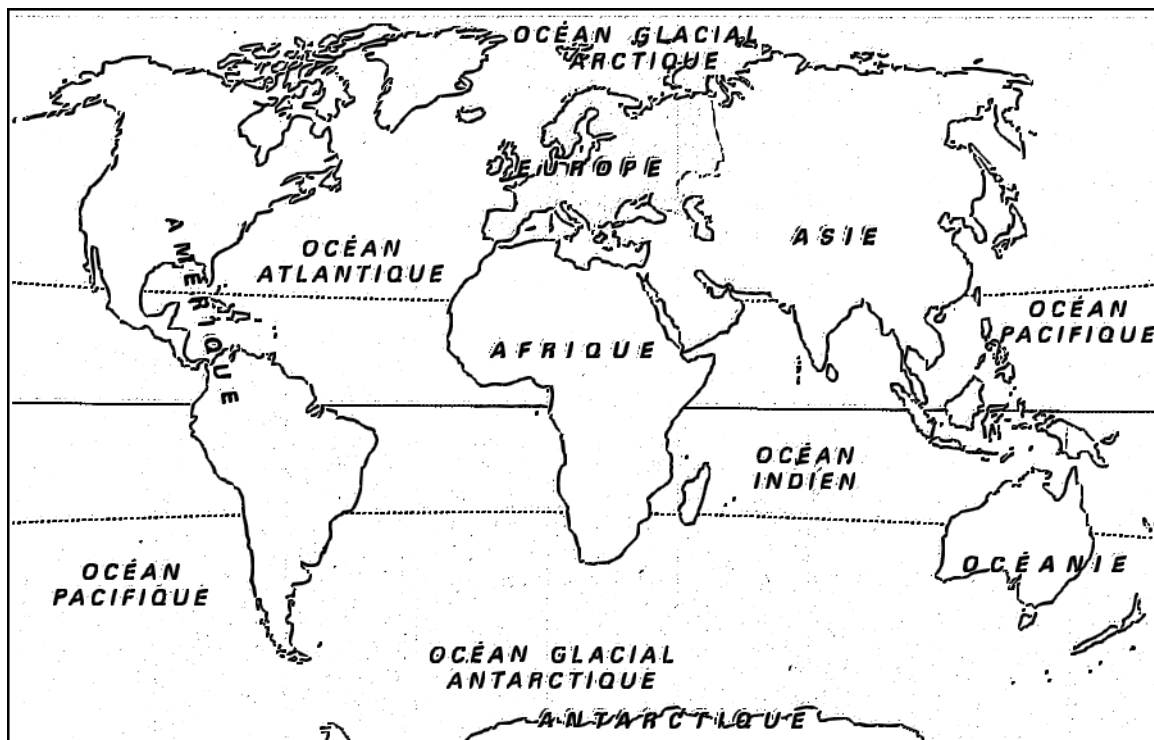 OCÉAN GLACIAL
ARCTIQUE
EUROPE
ASIE
AMÉRIQUE
OCÉAN
ATLANTIQUE
OCÉAN
PACIFIQUE
AFRIQUE
OCÉAN
INDIEN
OCÉANIE
OCÉAN
PACIFIQUE
OCÉAN GLACIAL
ANTARCTIQUE
ANTARCTIQUE